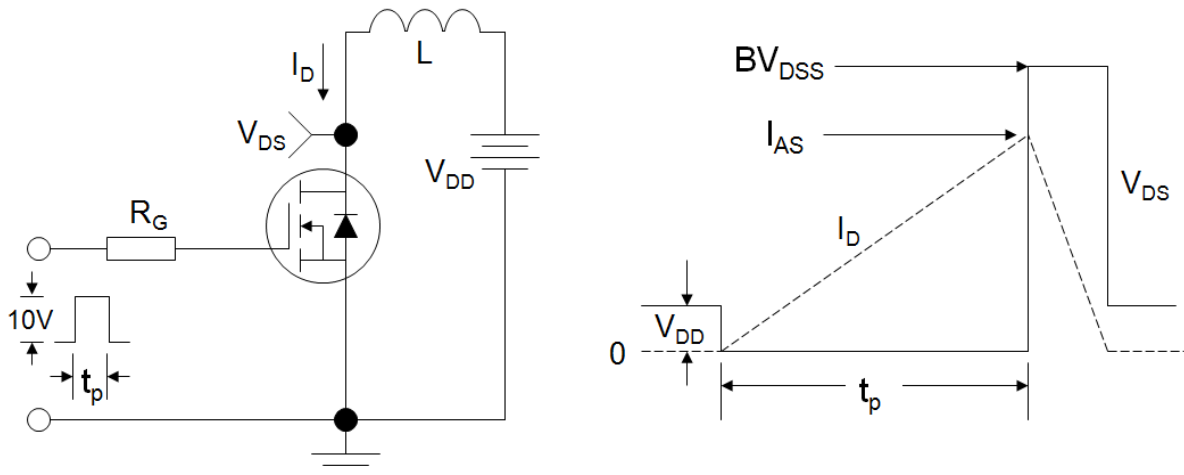 I_D
L
V_DS
V_DD
R_G
10V
t_p
BV_DSS
I_AS
V_DS
I_D
V_DD
0
t_p